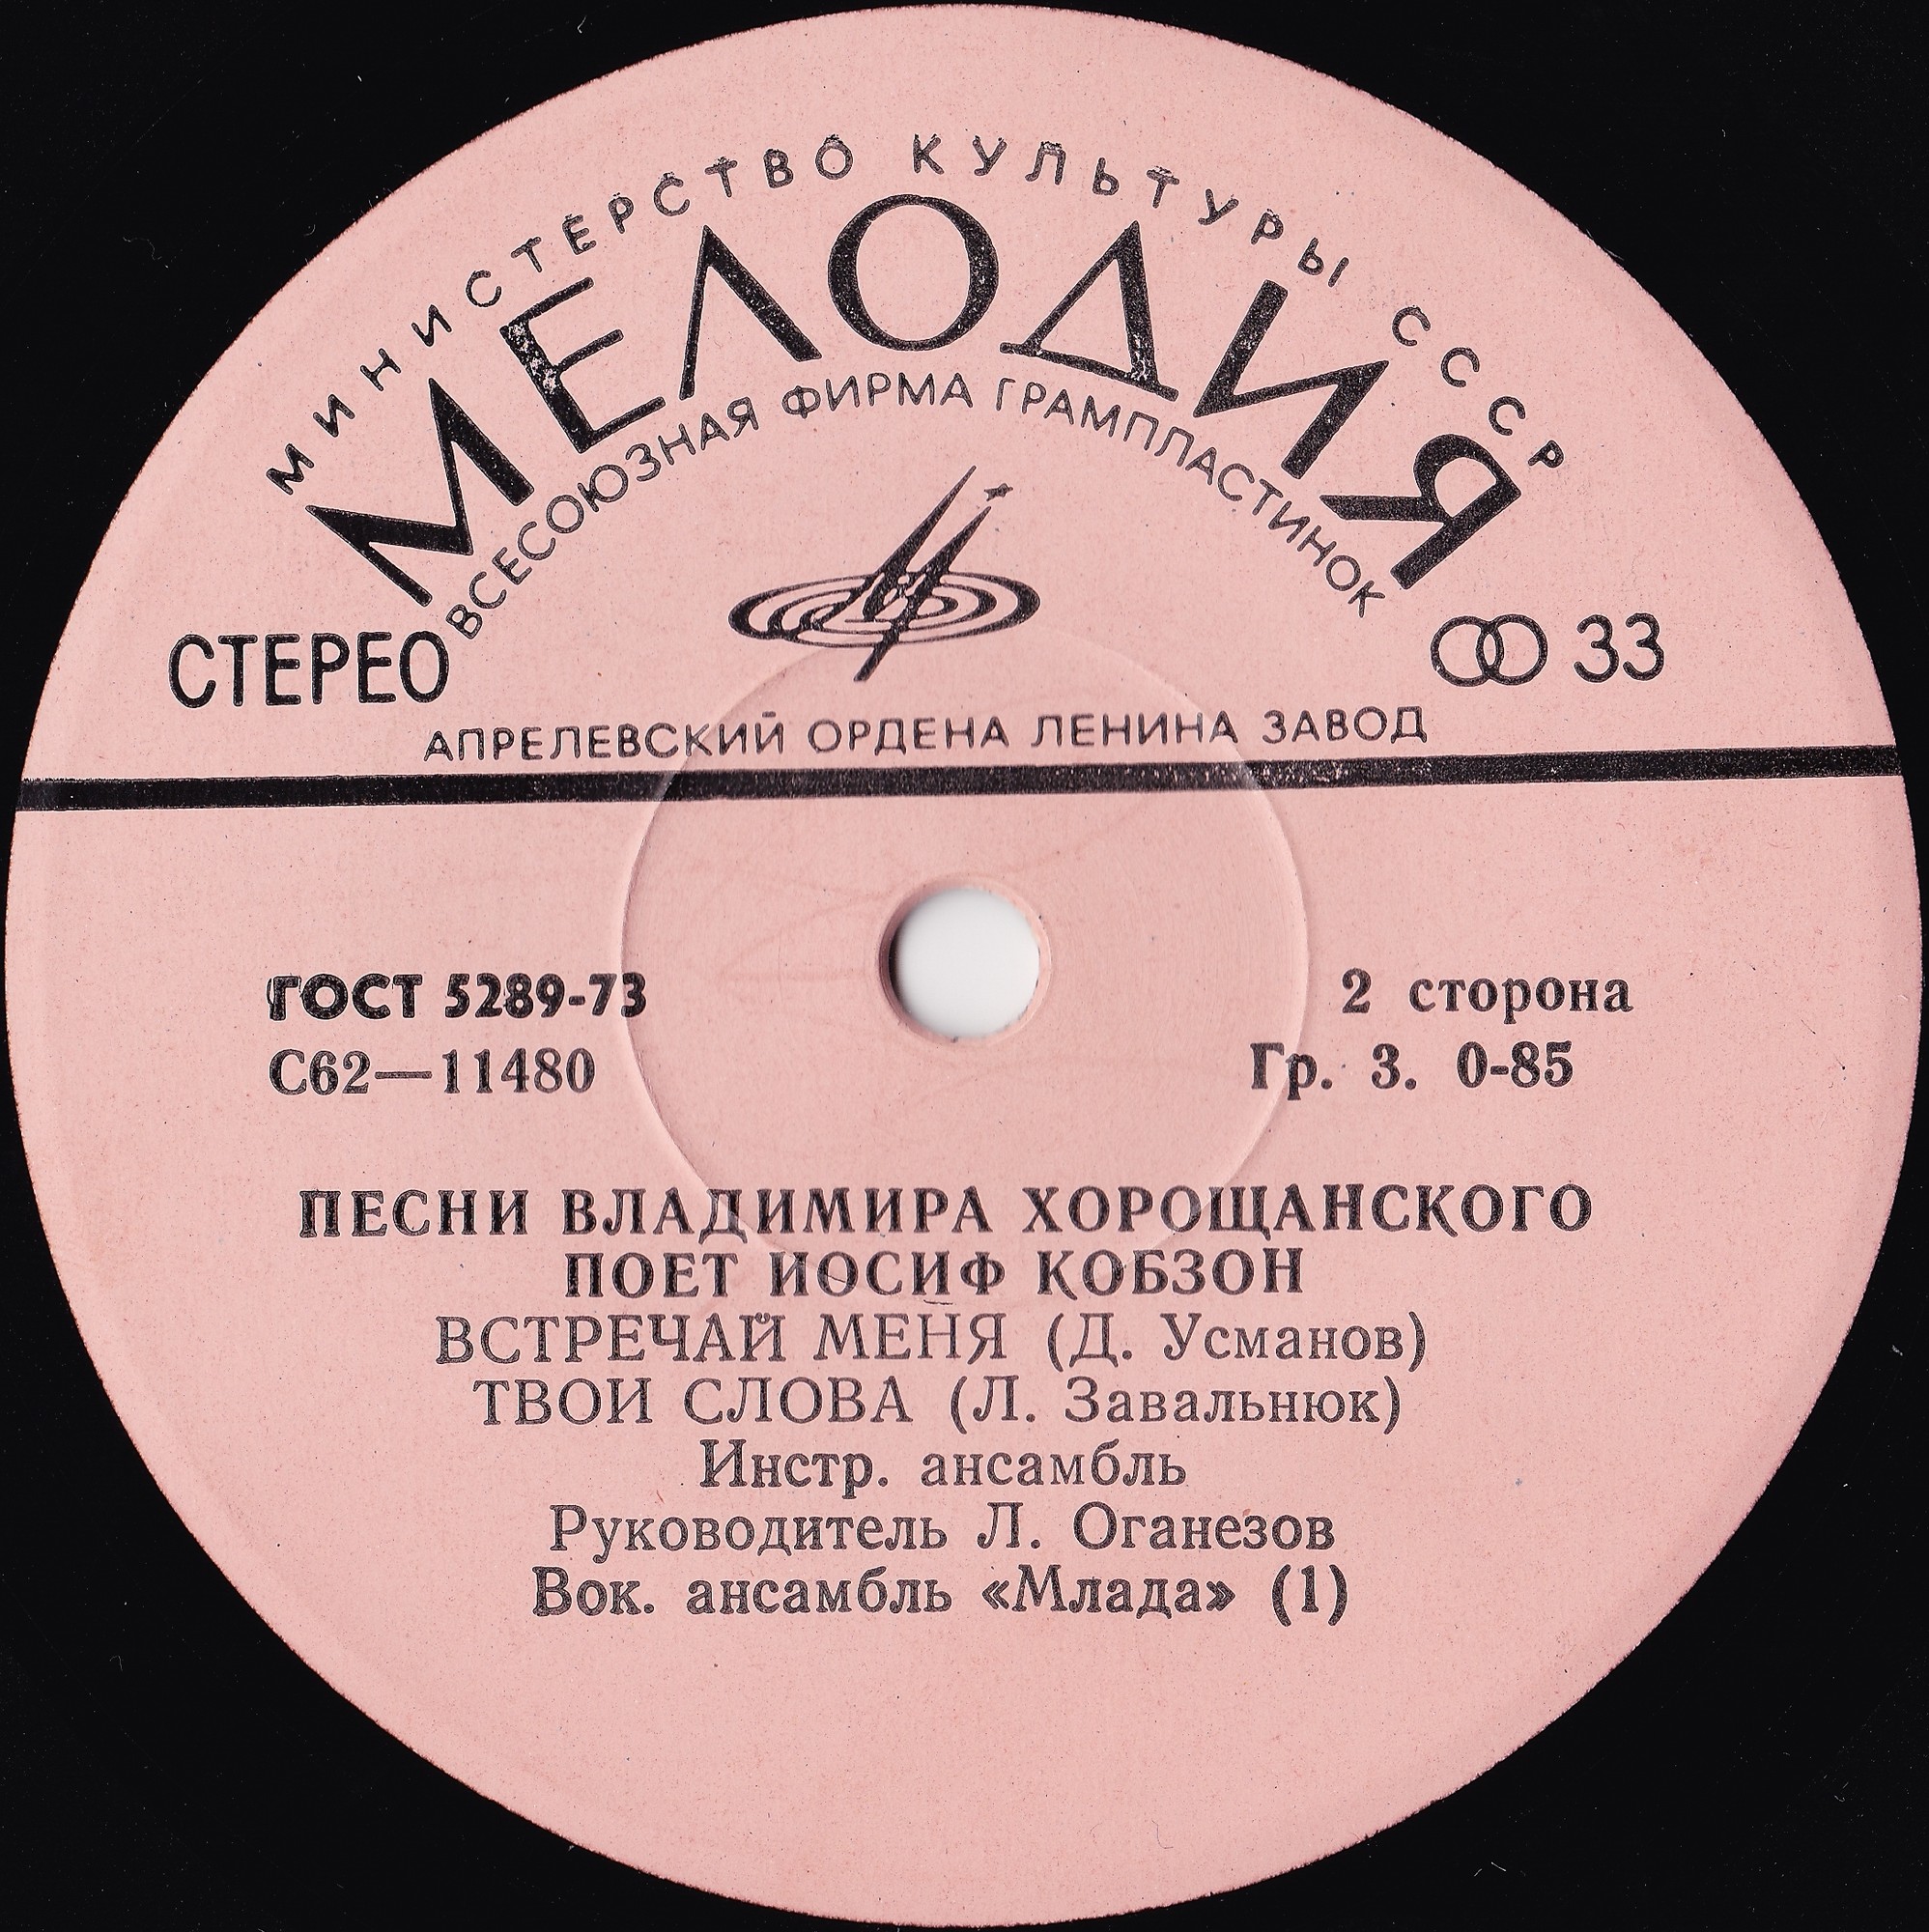 МИНИСТЕРСТВО КУЛЬТУРЫ СССР
МЕЛОДИЯ
ВСЕСОЮЗНАЯ ФИРМА ГРАМПЛАСТИНОК
СТЕРЕО
33
АПРЕЛЕВСКИЙ ОРДЕНА ЛЕНИНА ЗАВОД
ГОСТ 5289-73
2 сторона
С62—11480
Гр. 3. 0-85
ПЕСНИ ВЛАДИМИРА ХОРОЩАНСКОГО
ПОЕТ ИОСИФ КОБЗОН
ВСТРЕЧАЙ МЕНЯ (Д. Усманов)
ТВОИ СЛОВА (Л. Завальнюк)
Инстр. ансамбль
Руководитель Л. Оганезов
Вок. ансамбль «Млада» (1)